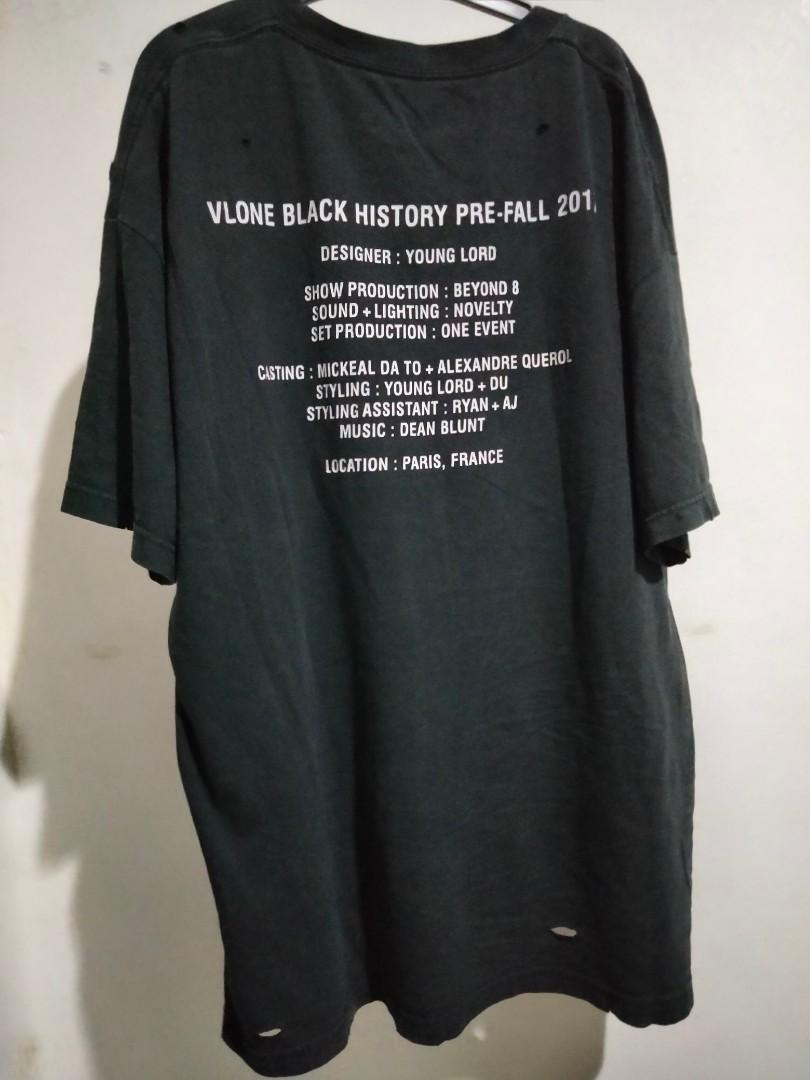 VLONE BLACK HISTORY PRE-FALL
DESIGNER : YOUNG LORD
SHOW PRODUCTION : BEYOND 8
SOUND + LIGHTING : NOVELTY
SET PRODUCTION : ONE EVENT
CASTING : MICKEAL DA TO + ALEXANDRE QUEROL
STYLING : YOUNG LORD + DU
STYLING ASSISTANT : RYAN + AJ
MUSIC : DEAN BLUNT
LOCATION : PARIS, FRANCE